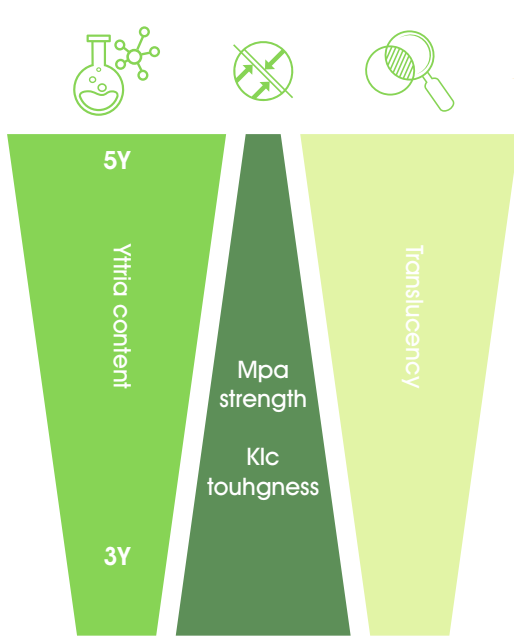 5Y
Yttria content
3Y
Mpa
strength
KIc
touhgness
Translucency